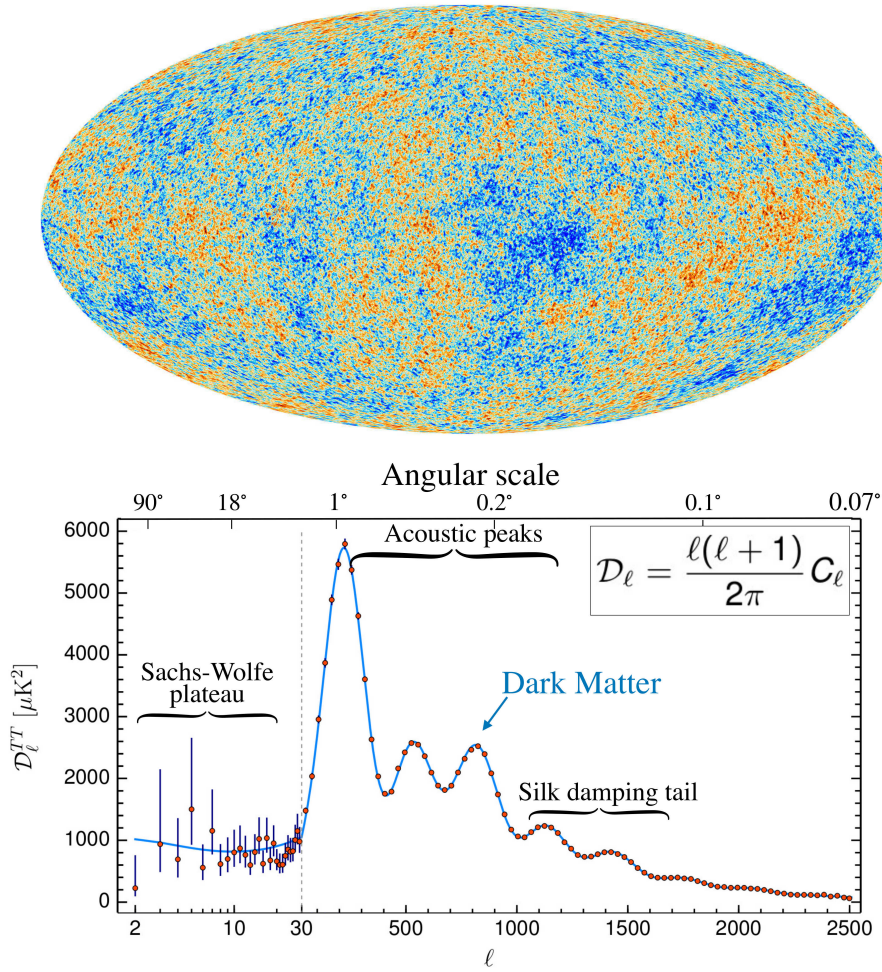 Angular scale
90° 18° 1° 0.2° 0.1° 0.07°
6000
5000
4000
3000
2000
1000
0
Acoustic peaks
𝒟ℓ = ℓ(ℓ + 1) / 2π Cℓ
Sachs-Wolfe
plateau
Dark Matter
Silk damping tail
𝒟ℓ^TT [μK²]
2 10 30 500 1000 1500 2000 2500
ℓ